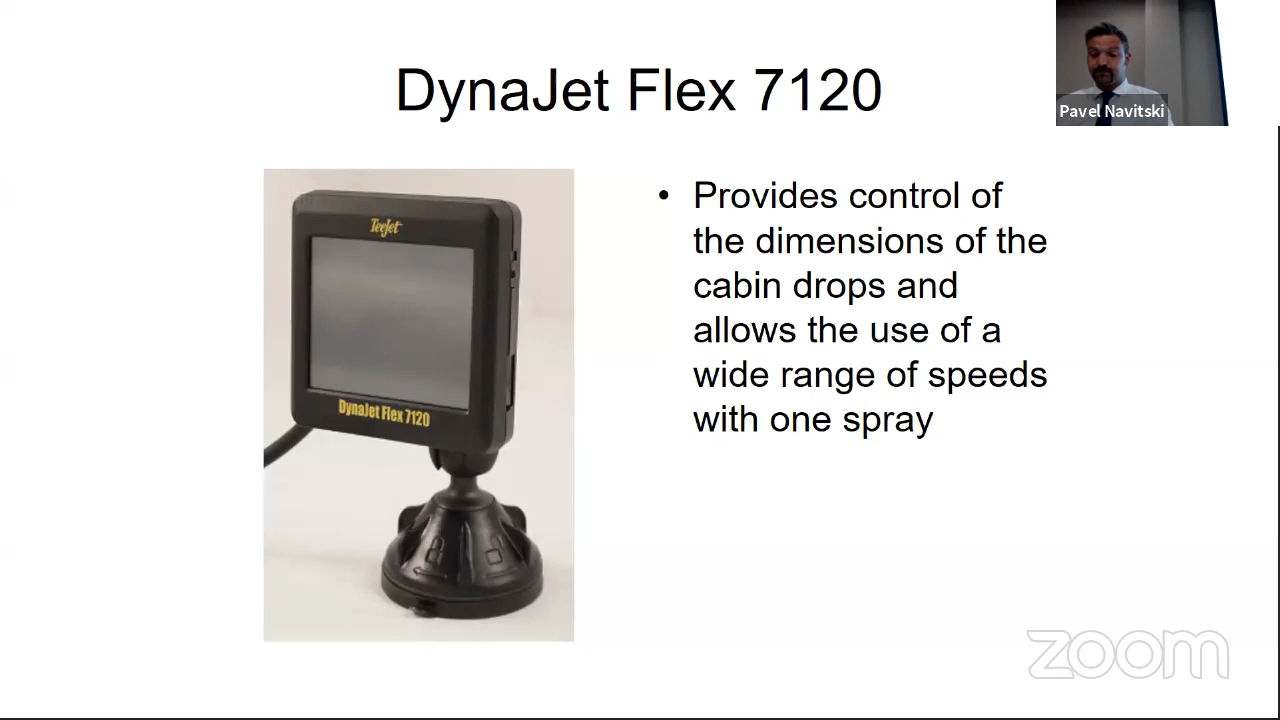 DynaJet Flex 7120
Pavel Navitski
TeeJet
DynaJet Flex 7120
• Provides control of
the dimensions of the
cabin drops and
allows the use of a
wide range of speeds
with one spray
zoom